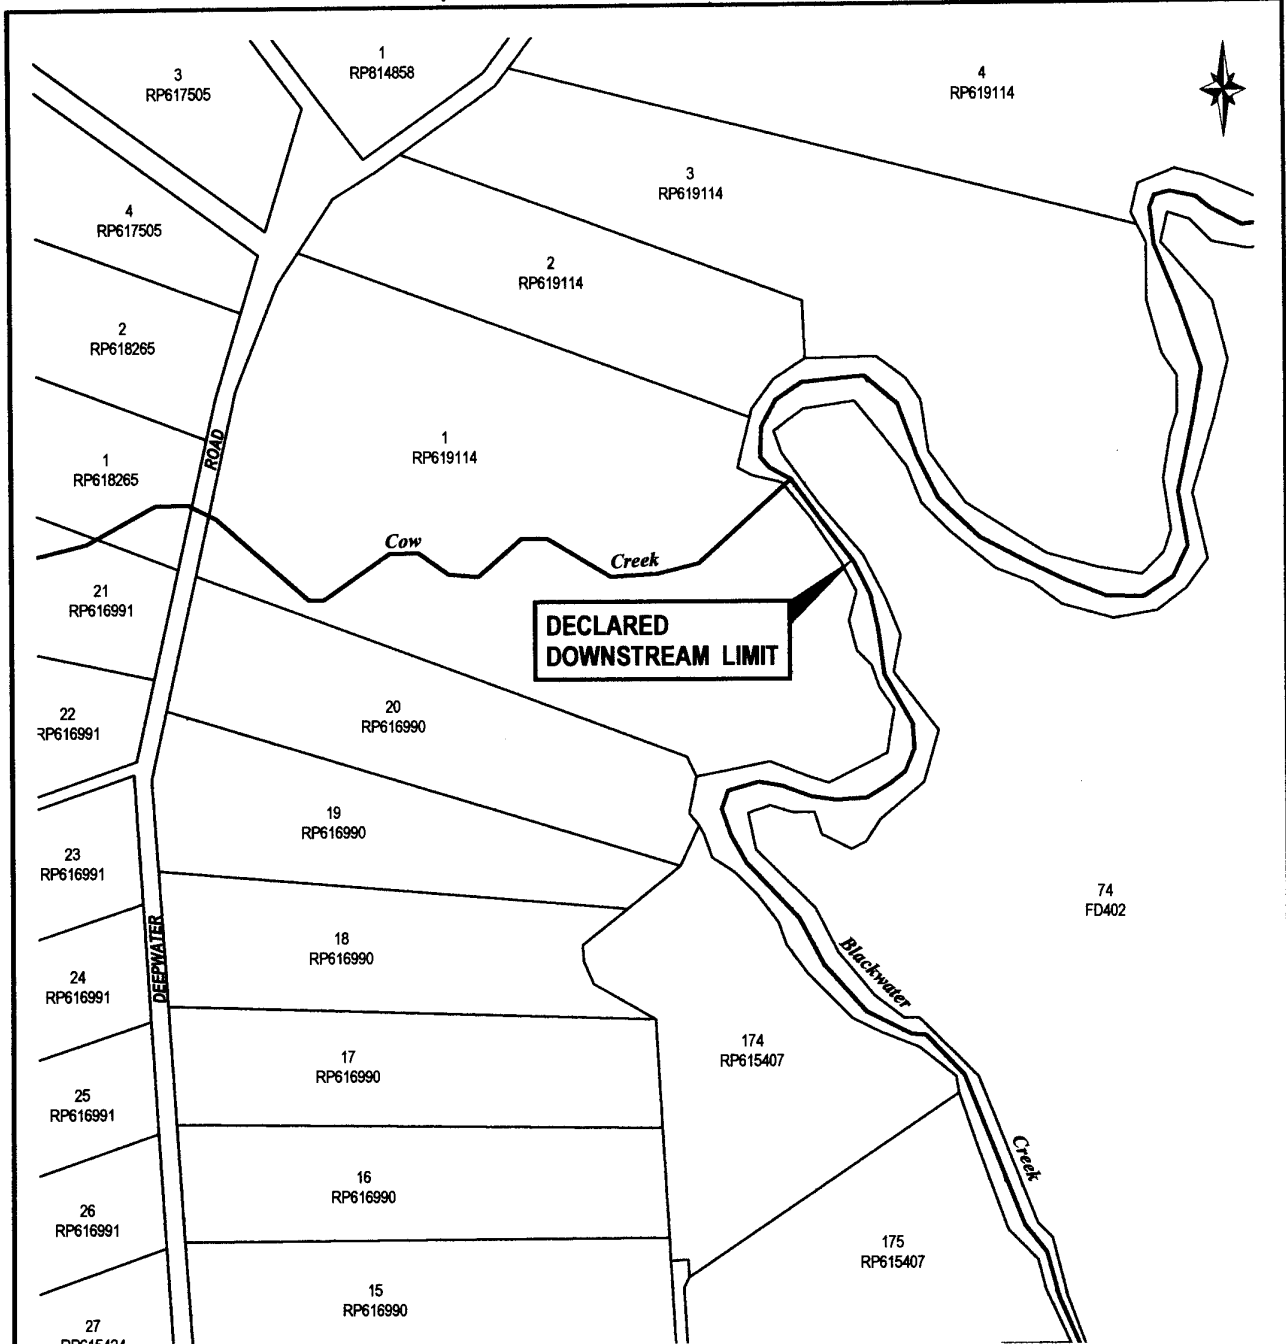 3
RP617505
1
RP814858
4
RP619114
4
RP617505
3
RP619114
2
RP619114
2
RP618265
1
RP618265
ROAD
1
RP619114
Cow
Creek
21
RP616991
DECLARED
DOWNSTREAM LIMIT
22
RP616991
20
RP616990
19
RP616990
23
RP616991
74
FD402
18
RP616990
DEEPWATER
24
RP616991
Blackwater
17
RP616990
174
RP615407
25
RP616991
16
RP616990
Creek
26
RP616991
175
RP615407
15
RP616990
27